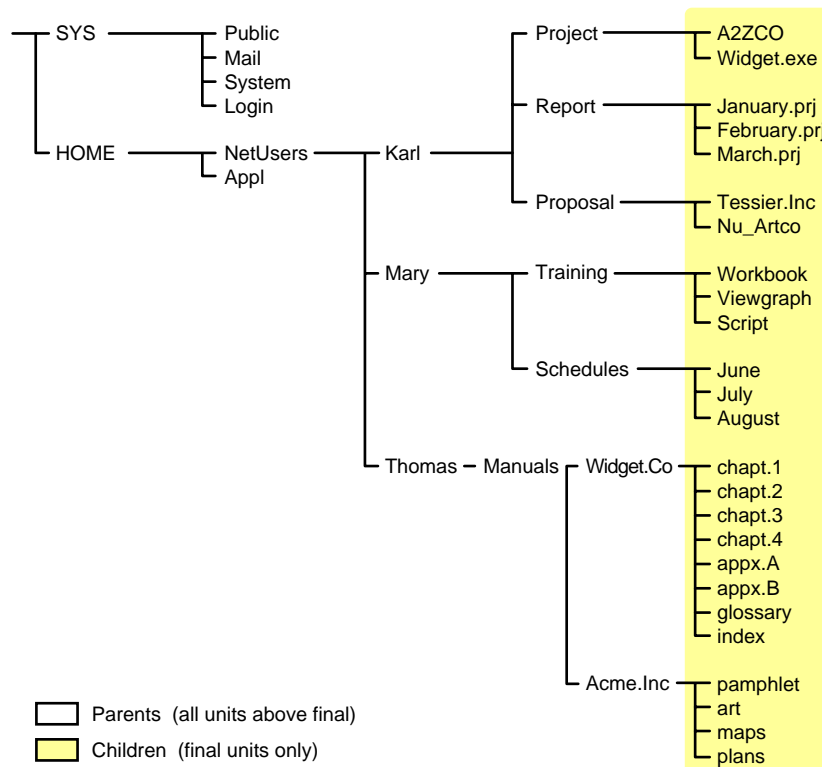 SYS Public Project A2ZCO
Mail Widget.exe
System
Login Report January.prj
February.prj
HOME NetUsers Karl March.prj
Appl
Proposal Tessier.Inc
Nu_Artco
Mary Training Workbook
Viewgraph
Script
Schedules June
July
August
Thomas Manuals Widget.Co chapt.1
chapt.2
chapt.3
chapt.4
appx.A
appx.B
glossary
index
Acme.Inc pamphlet
Parents (all units above final) art
maps
Children (final units only) plans